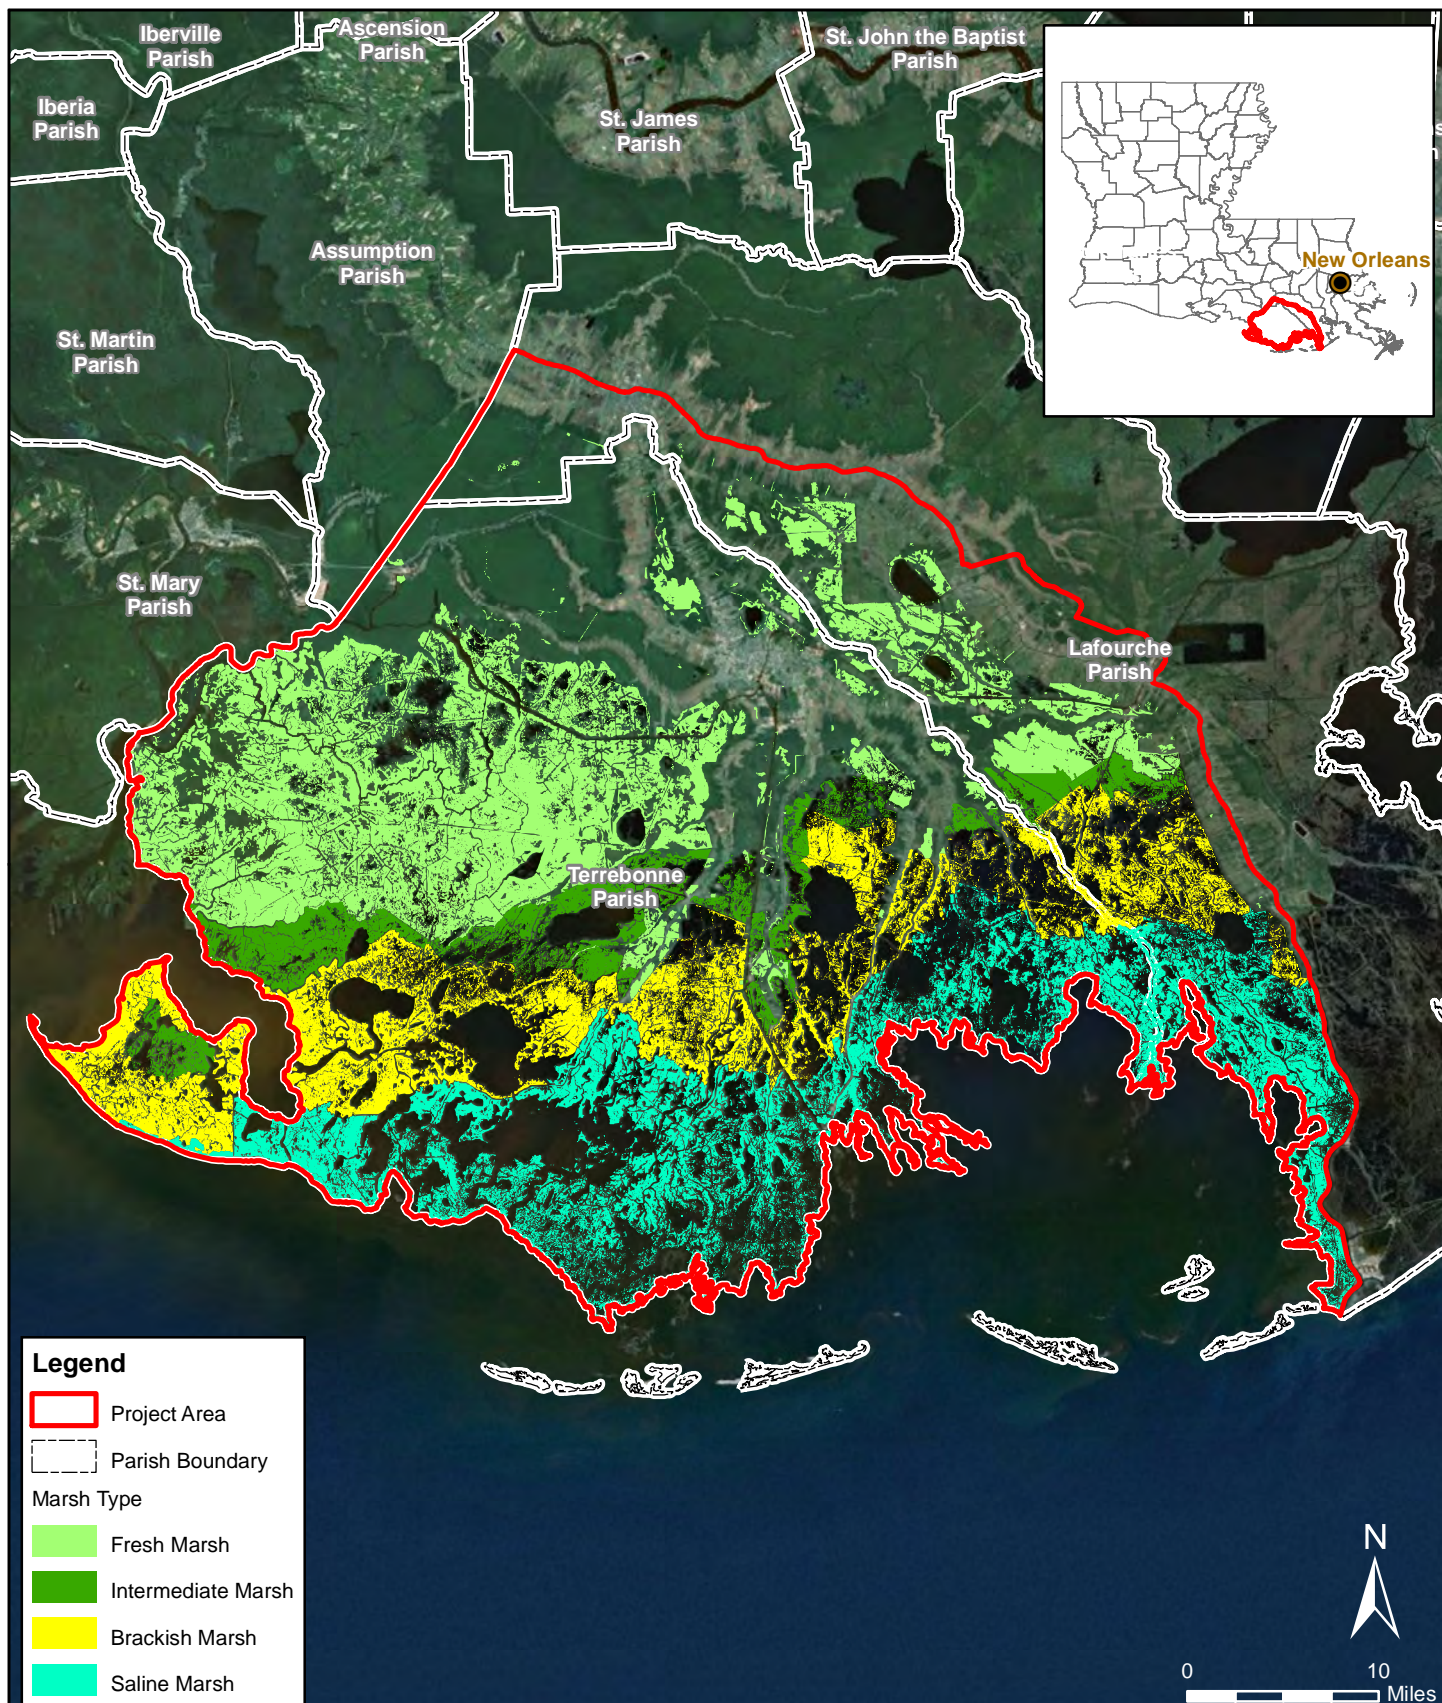 Iberville
Parish
Ascension
Parish
St. John the Baptist
Parish
Iberia
Parish
St. James
Parish
Assumption
Parish
New Orleans
St. Martin
Parish
St. Mary
Parish
Lafourche
Parish
Terrebonne
Parish
Legend
Project Area
Parish Boundary
Marsh Type
Fresh Marsh
Intermediate Marsh
Brackish Marsh
Saline Marsh
N
0 10
Miles